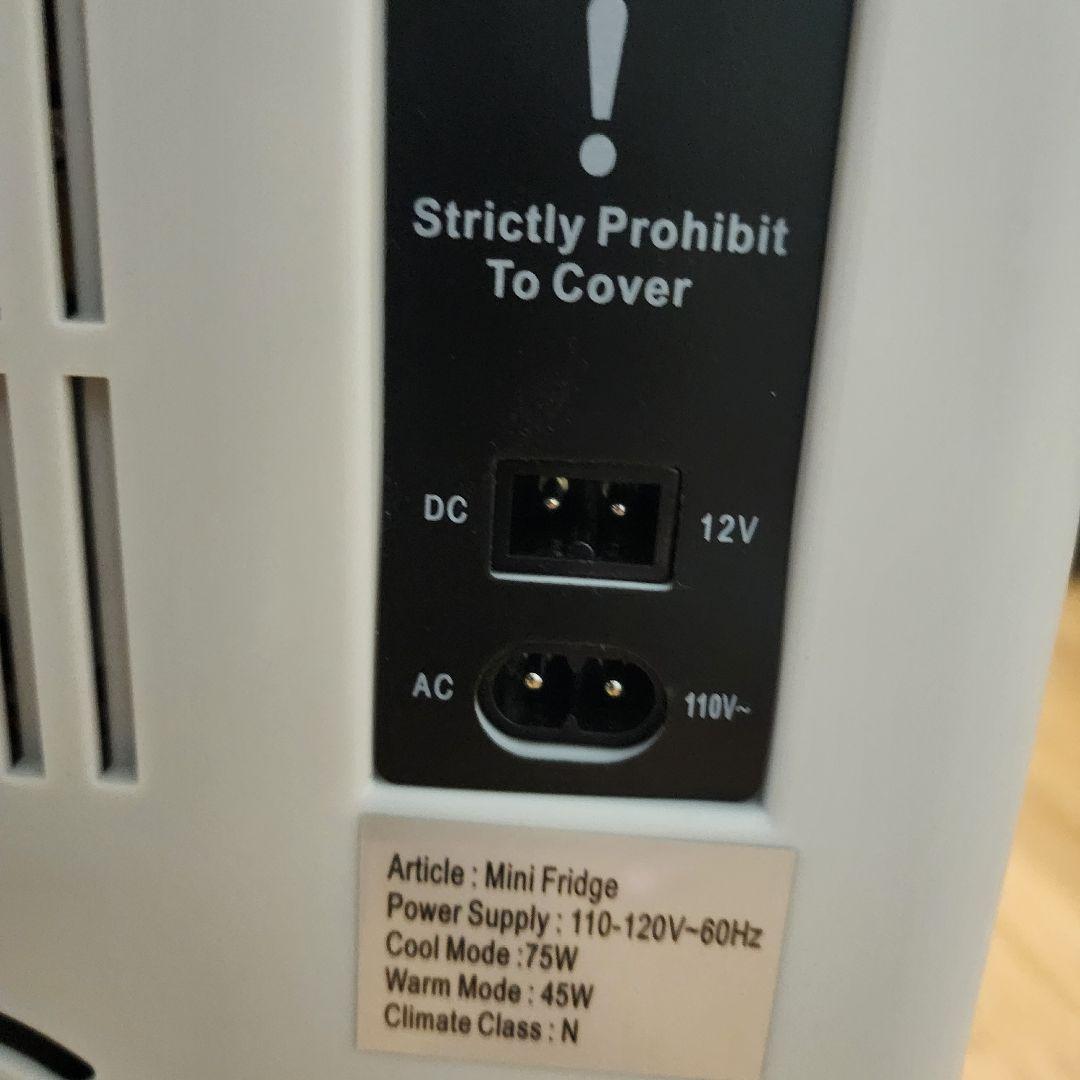 !
Strictly Prohibit
To Cover
DC 12V
AC 110V~
Article : Mini Fridge
Power Supply : 110-120V~60Hz
Cool Mode :75W
Warm Mode : 45W
Climate Class : N